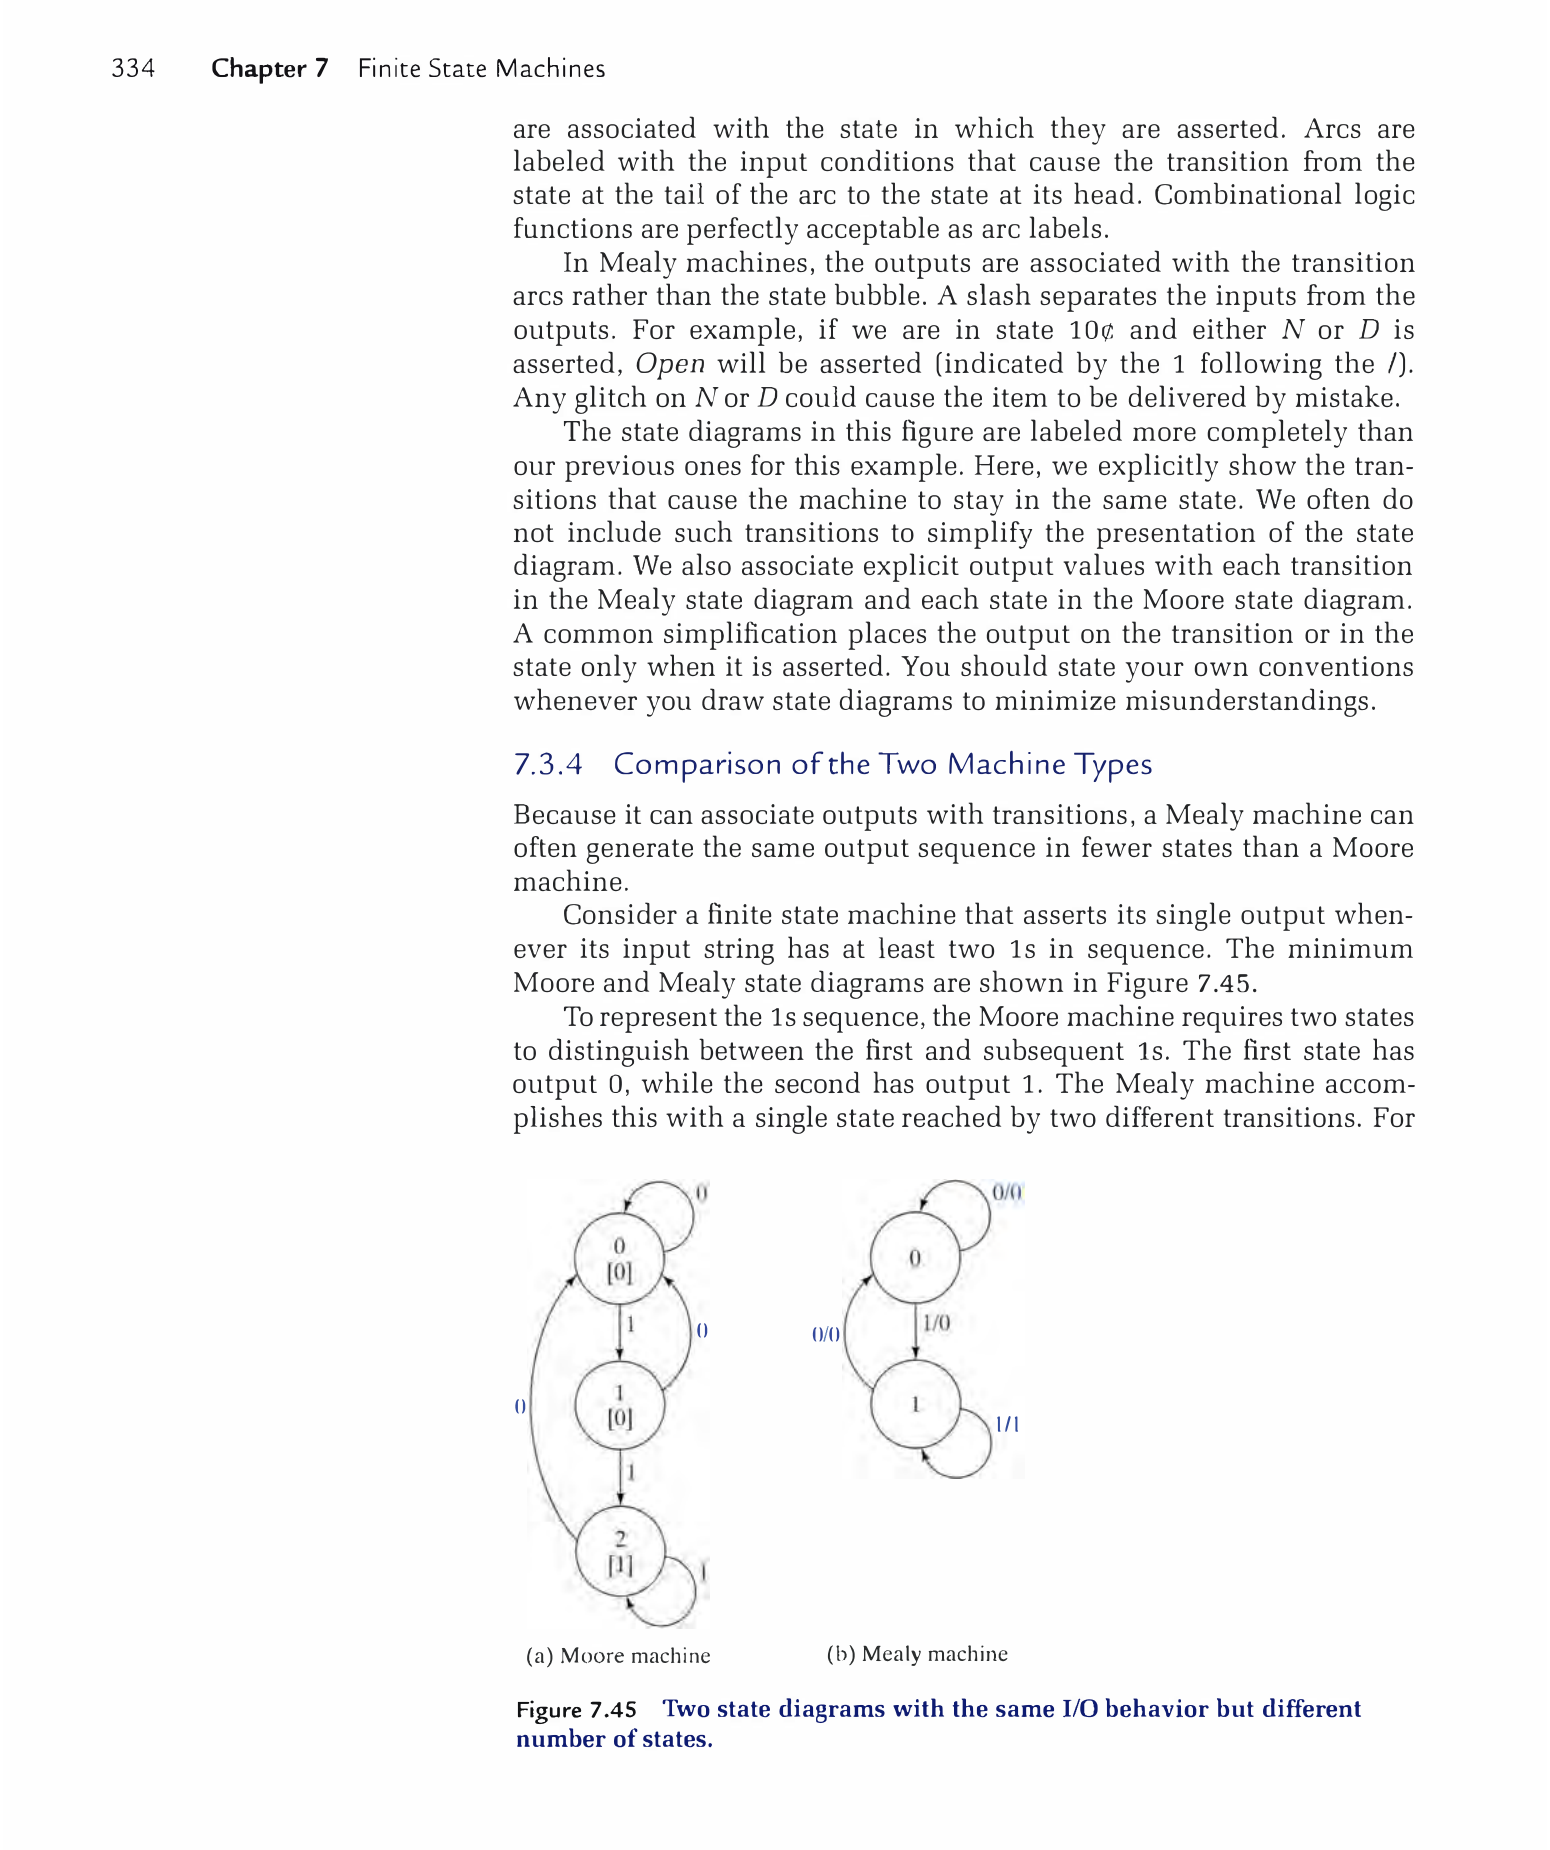 334 Chapter 7 Finite State Machines
are associated with the state in which they are asserted. Arcs are
labeled with the input conditions that cause the transition from the
state at the tail of the arc to the state at its head. Combinational logic
functions are perfectly acceptable as arc labels.
In Mealy machines, the outputs are associated with the transition
arcs rather than the state bubble. A slash separates the inputs from the
outputs. For example, if we are in state 10¢ and either N or D is
asserted, Open will be asserted (indicated by the 1 following the /).
Any glitch on N or D could cause the item to be delivered by mistake.
The state diagrams in this figure are labeled more completely than
our previous ones for this example. Here, we explicitly show the tran-
sitions that cause the machine to stay in the same state. We often do
not include such transitions to simplify the presentation of the state
diagram. We also associate explicit output values with each transition
in the Mealy state diagram and each state in the Moore state diagram.
A common simplification places the output on the transition or in the
state only when it is asserted. You should state your own conventions
whenever you draw state diagrams to minimize misunderstandings.
7.3.4 Comparison of the Two Machine Types
Because it can associate outputs with transitions, a Mealy machine can
often generate the same output sequence in fewer states than a Moore
machine.
Consider a finite state machine that asserts its single output when-
ever its input string has at least two 1s in sequence. The minimum
Moore and Mealy state diagrams are shown in Figure 7.45.
To represent the 1s sequence, the Moore machine requires two states
to distinguish between the first and subsequent 1s. The first state has
output 0, while the second has output 1. The Mealy machine accom-
plishes this with a single state reached by two different transitions. For
0
0
[0]
1
0
0
1
[0]
1
2
[1]
1
(a) Moore machine
0/0
0
0/0
1/0
1
1/1
(b) Mealy machine
Figure 7.45 Two state diagrams with the same I/O behavior but different
number of states.